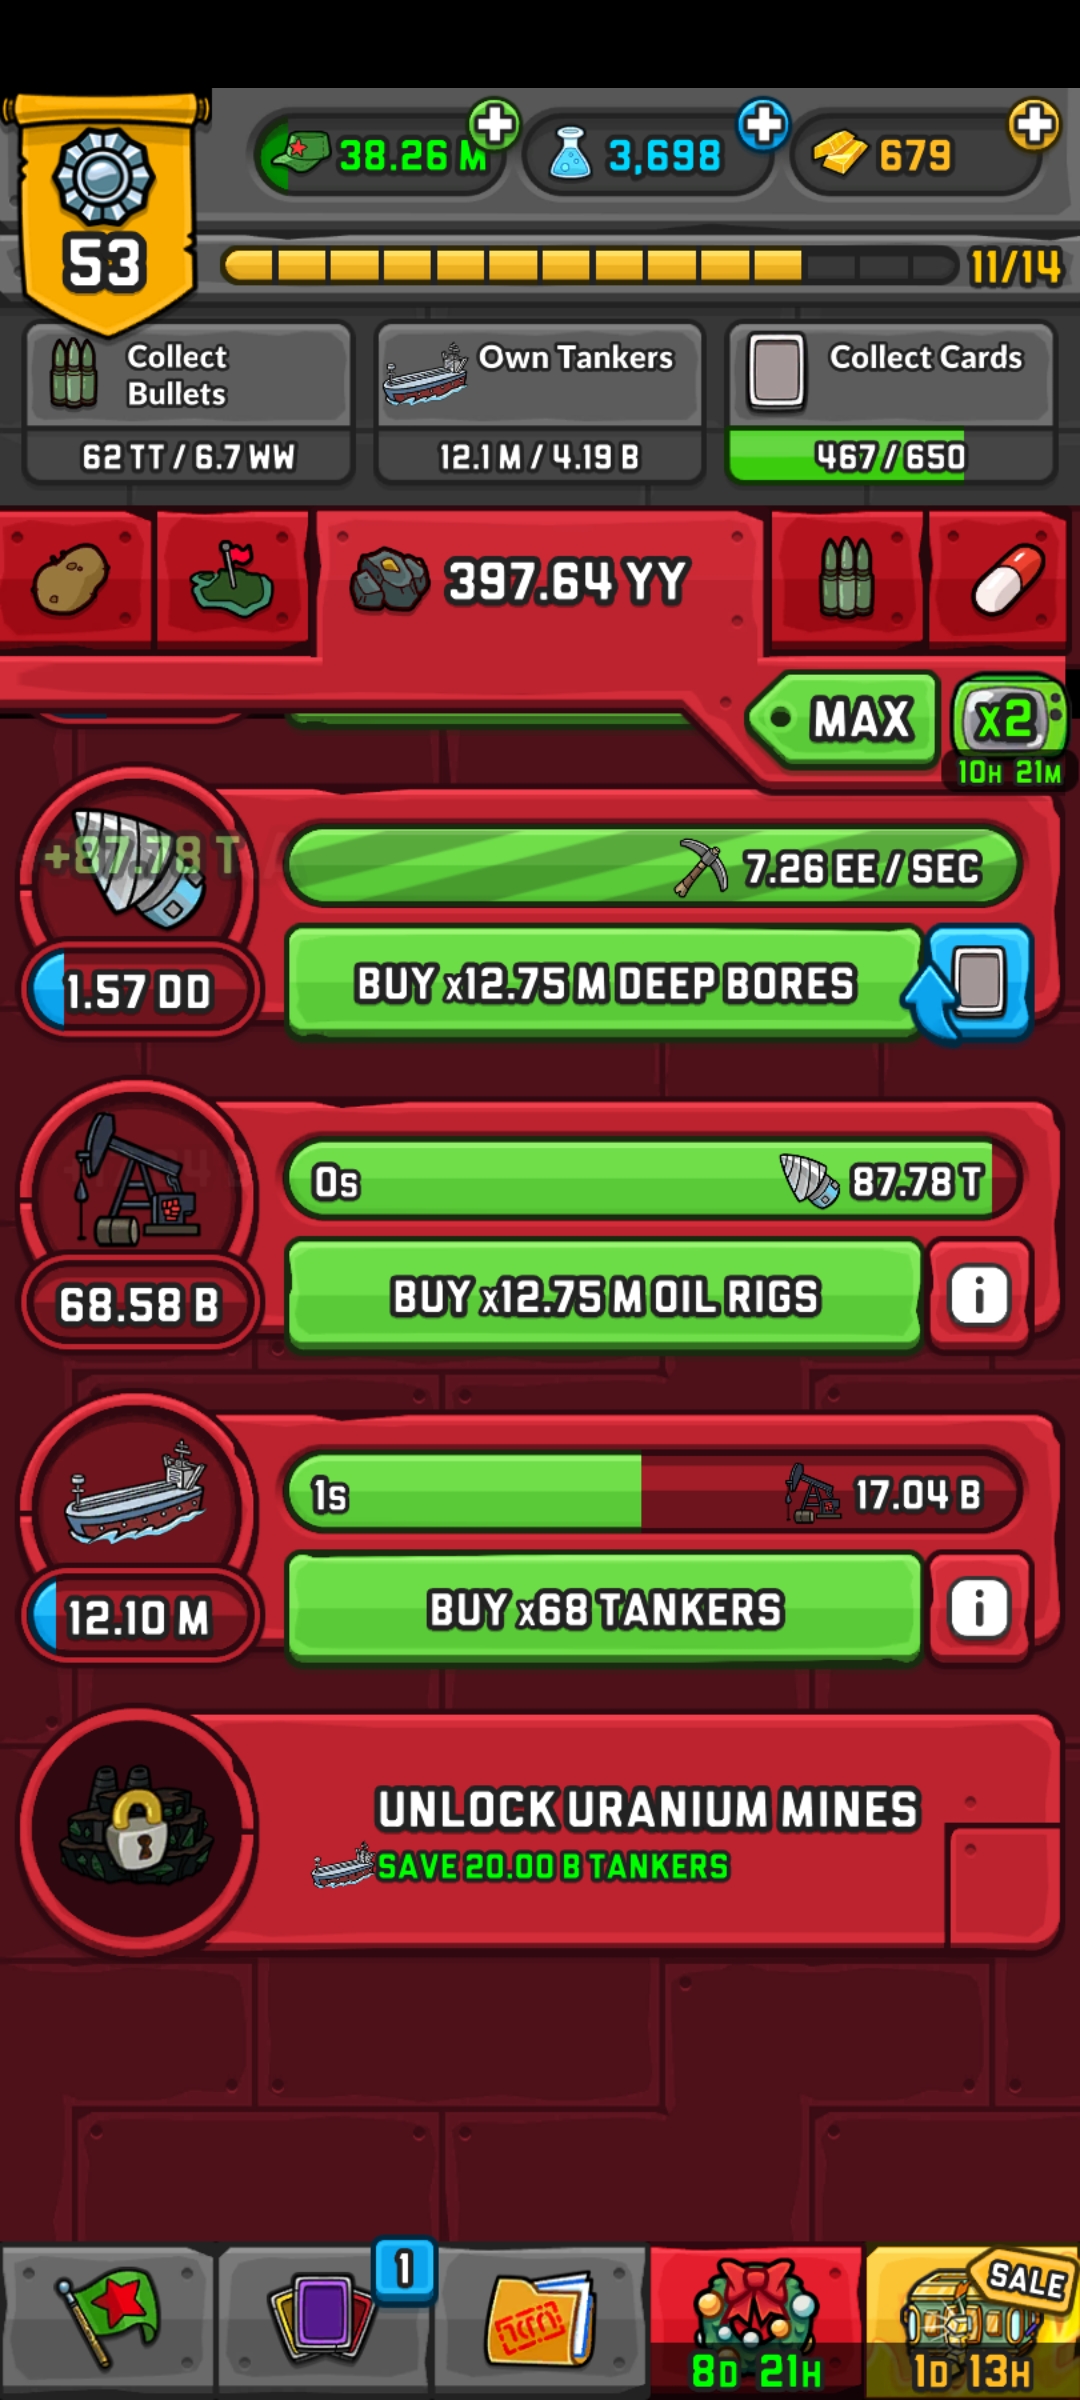 38.26 M
3,698
679
53
11/14
Collect
Bullets
62 TT / 6.7 WW
Own Tankers
12.1 M / 4.19 B
Collect Cards
467 / 650
397.64 YY
MAX
x2
10H 21M
+87.78 T
7.26 EE / SEC
1.57 DD
BUY x12.75 M DEEP BORES
0s
87.78 T
68.58 B
BUY x12.75 M OIL RIGS
i
1s
17.04 B
12.10 M
BUY x68 TANKERS
i
UNLOCK URANIUM MINES
SAVE 20.00 B TANKERS
1
SALE
8D 21H
1D 13H